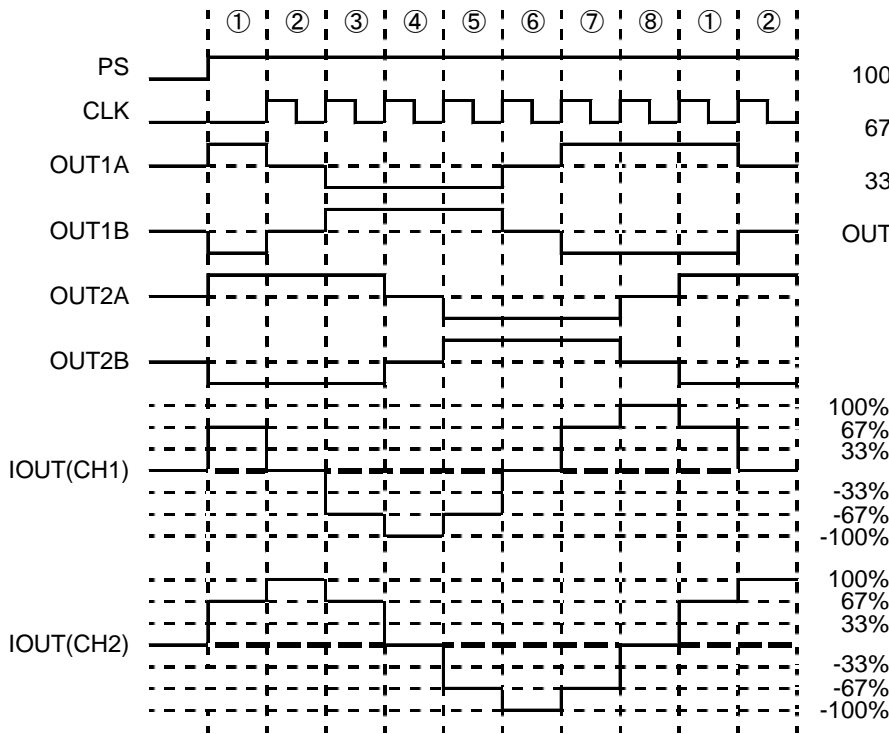 ① ② ③ ④ ⑤ ⑥ ⑦ ⑧ ① ②
PS
100
CLK
67
OUT1A
33
OUT1B
OUT
OUT2A
OUT2B
100%
67%
33%
IOUT(CH1)
-33%
-67%
-100%
100%
67%
33%
IOUT(CH2)
-33%
-67%
-100%